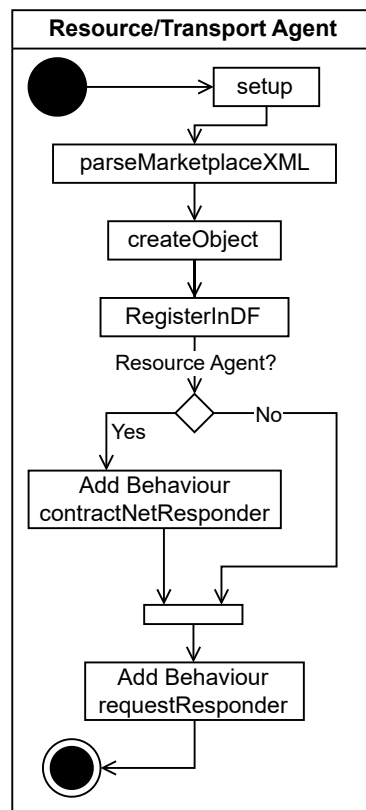 Resource/Transport Agent
setup
parseMarketplaceXML
createObject
RegisterInDF
Resource Agent?
Yes
No
Add Behaviour
contractNetResponder
Add Behaviour
requestResponder